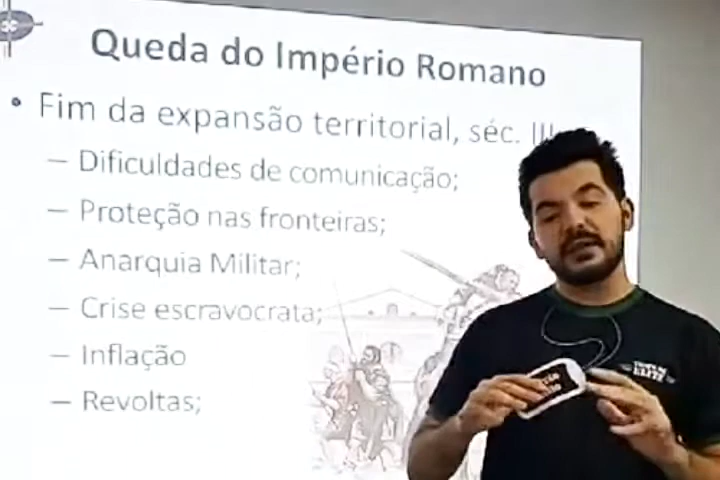 Queda do Império Romano
• Fim da expansão territorial, séc. III
– Dificuldades de comunicação;
– Proteção nas fronteiras;
– Anarquia Militar;
– Crise escravocrata;
– Inflação
– Revoltas;